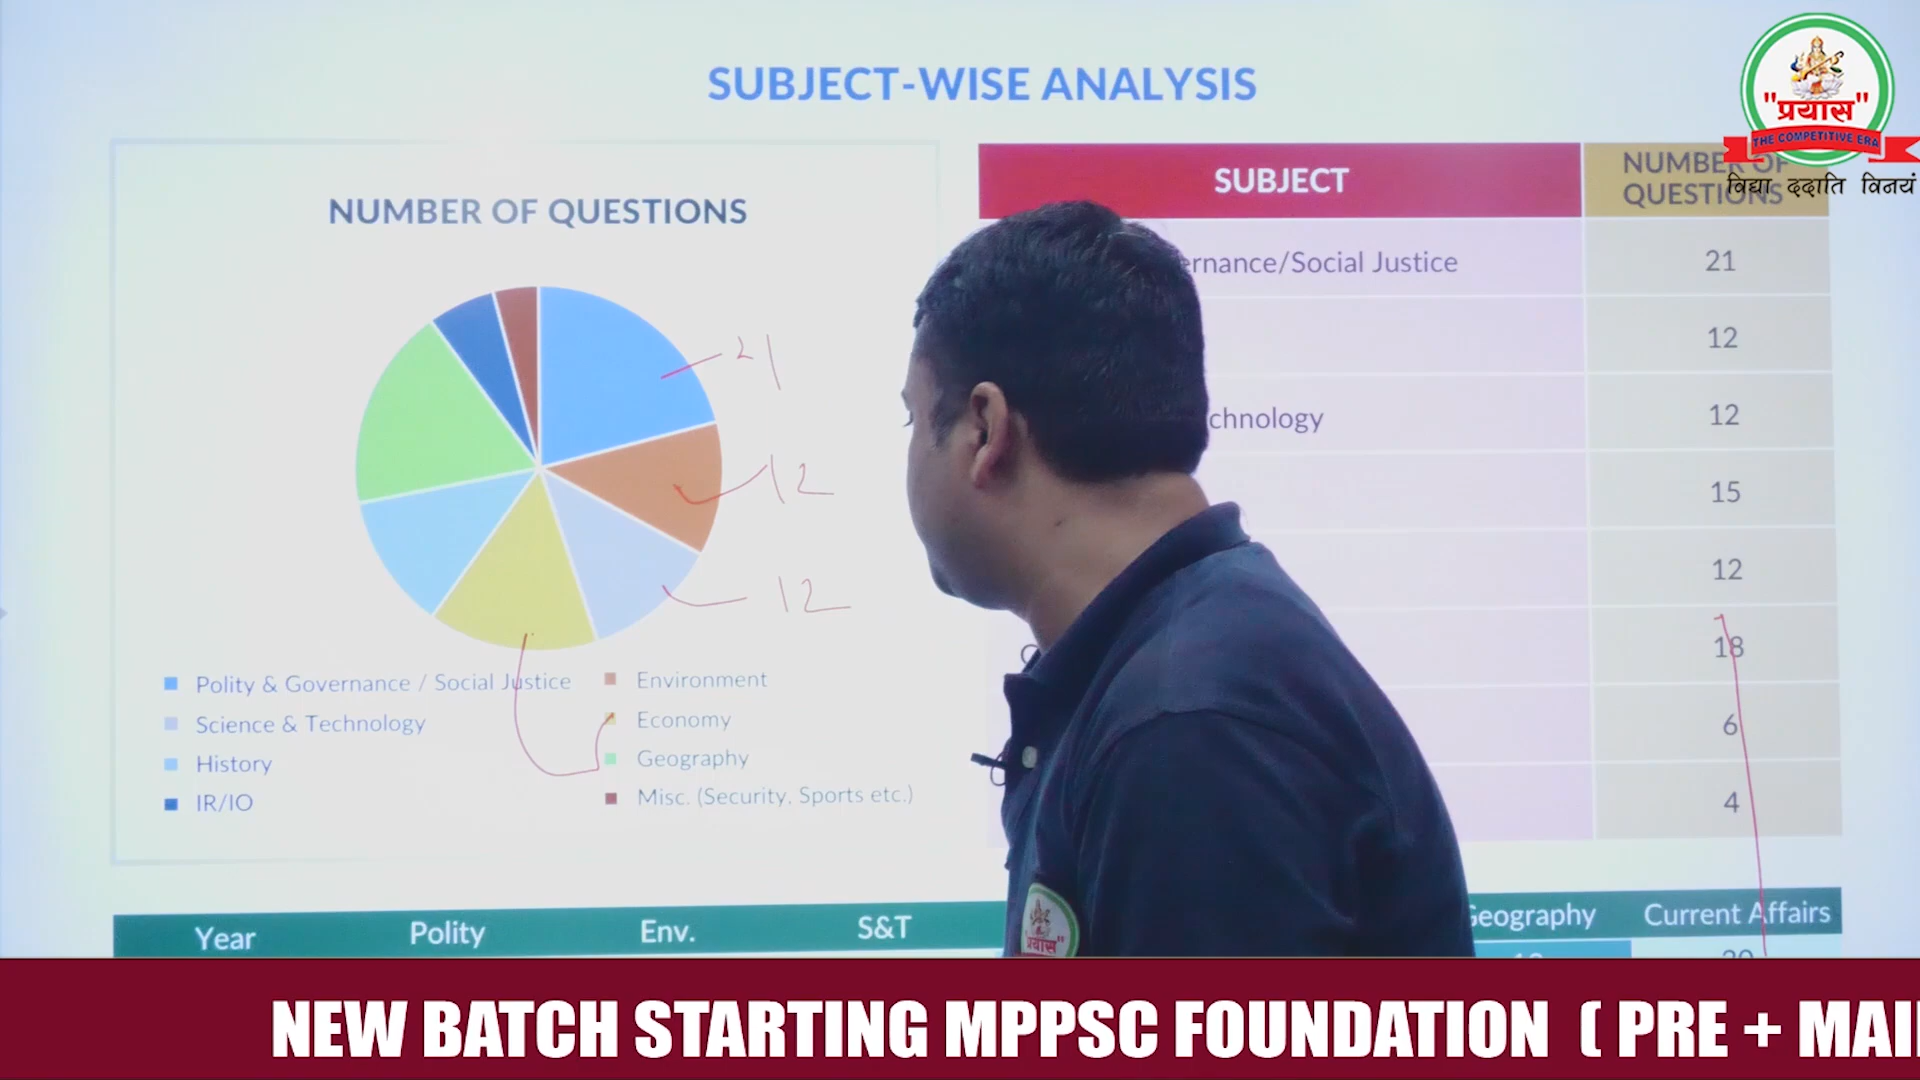 SUBJECT-WISE ANALYSIS
"प्रयास"
THE COMPETITIVE ERA
विद्या ददाति विनयं
NUMBER OF QUESTIONS
21
12
12
Polity & Governance / Social Justice
Environment
Science & Technology
Economy
History
Geography
IR/IO
Misc. (Security, Sports etc.)
SUBJECT
NUMBER OF
QUESTIONS
ernance/Social Justice
21
12
chnology
12
15
12
18
6
4
Year Polity Env. S&T Geography Current Affairs
"प्रयास"
NEW BATCH STARTING MPPSC FOUNDATION ( PRE + MAI